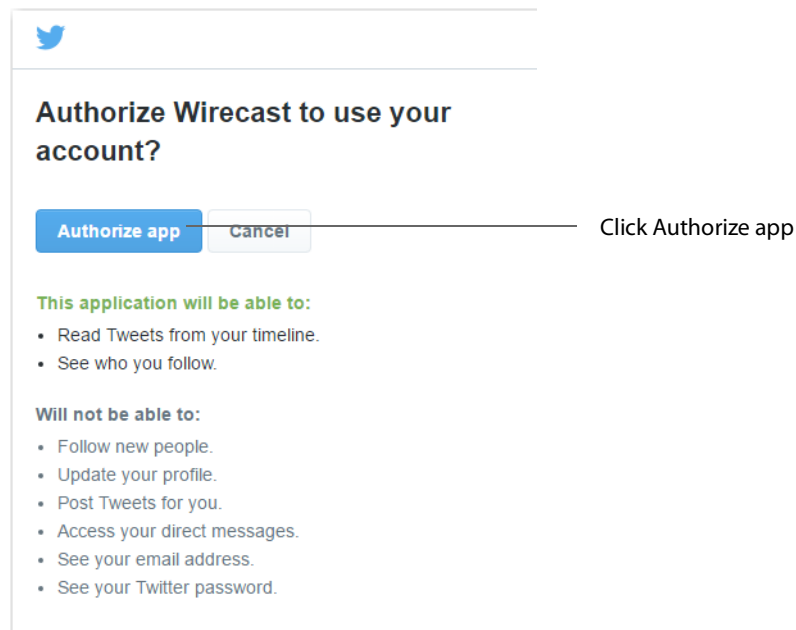 Authorize Wirecast to use your
account?
Authorize app
Cancel
Click Authorize app
This application will be able to:
• Read Tweets from your timeline.
• See who you follow.
Will not be able to:
• Follow new people.
• Update your profile.
• Post Tweets for you.
• Access your direct messages.
• See your email address.
• See your Twitter password.